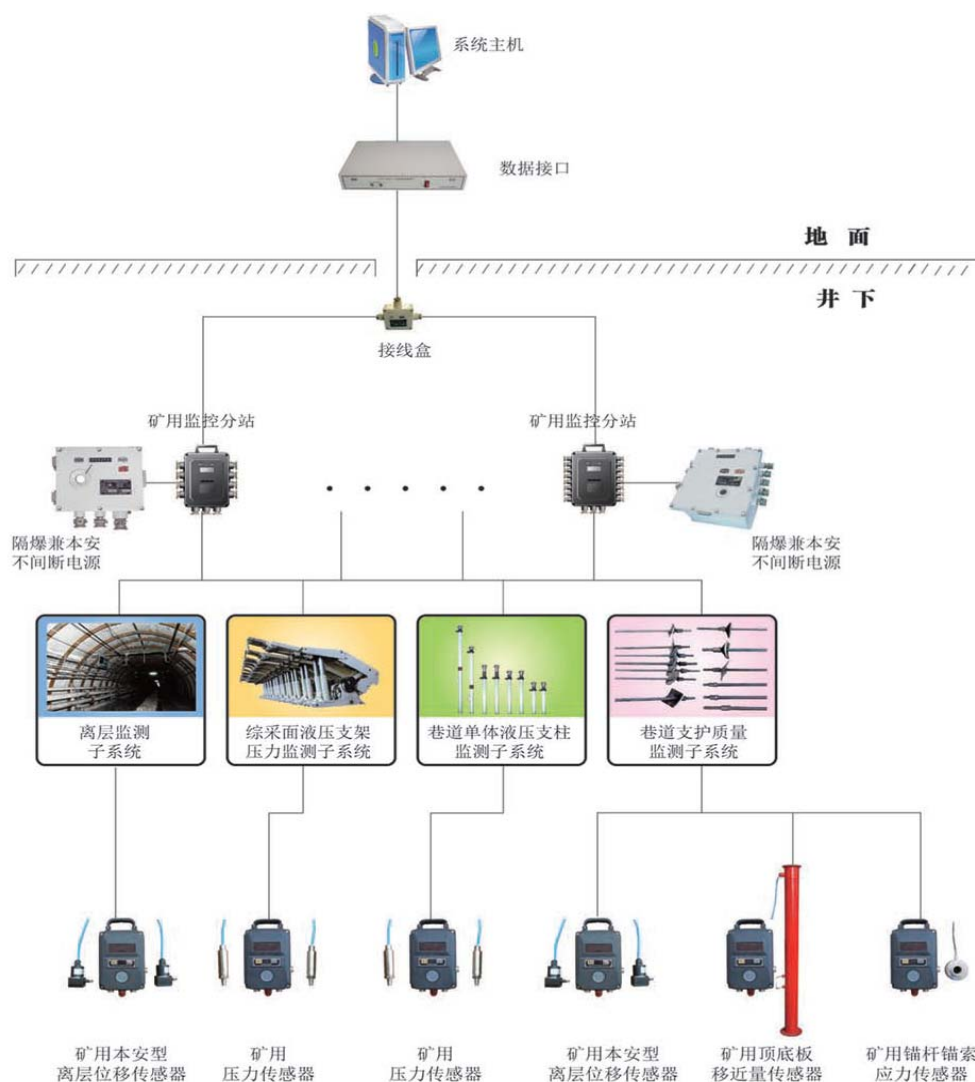 系统主机
数据接口
地 面
井 下
接线盒
矿用监控分站
矿用监控分站
隔爆兼本安
不间断电源
隔爆兼本安
不间断电源
离层监测
子系统
综采面液压支架
压力监测子系统
巷道单体液压支柱
监测子系统
巷道支护质量
监测子系统
矿用本安型
离层位移传感器
矿用
压力传感器
矿用
压力传感器
矿用本安型
离层位移传感器
矿用顶底板
移近量传感器
矿用锚杆锚索
应力传感器